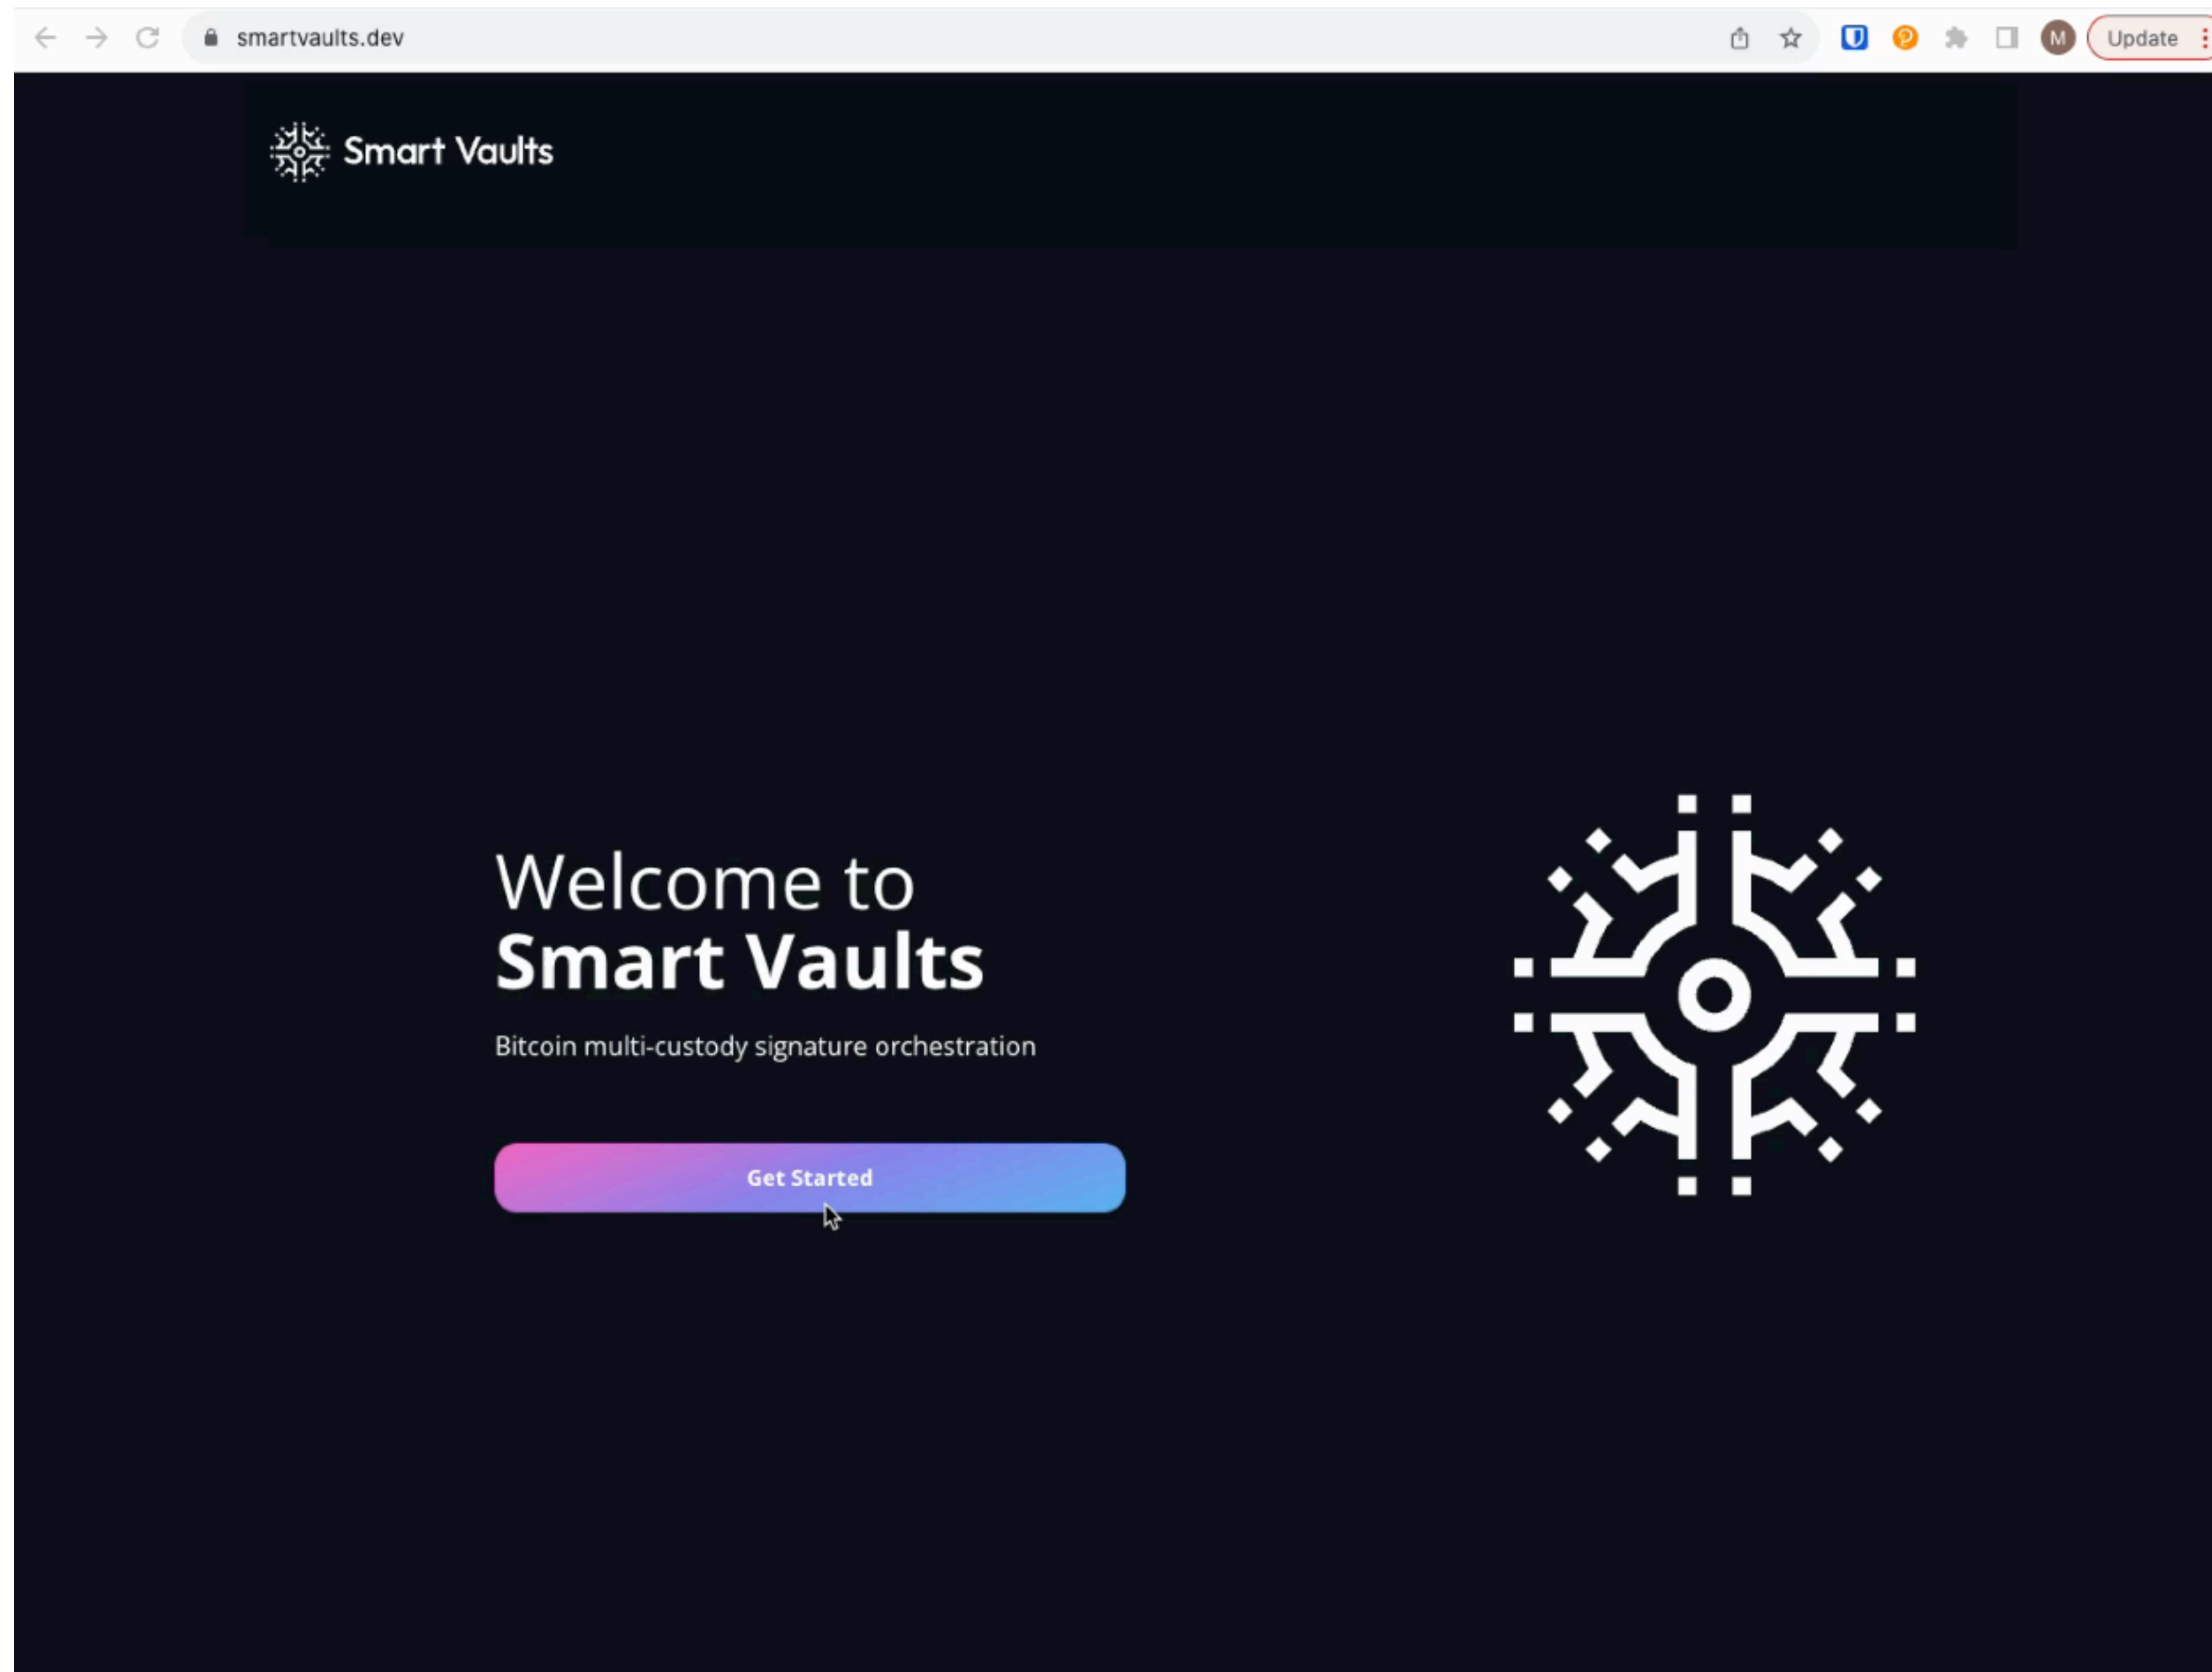 smartvaults.dev
M
Update
Smart Vaults
Welcome to
Smart Vaults
Bitcoin multi-custody signature orchestration
Get Started